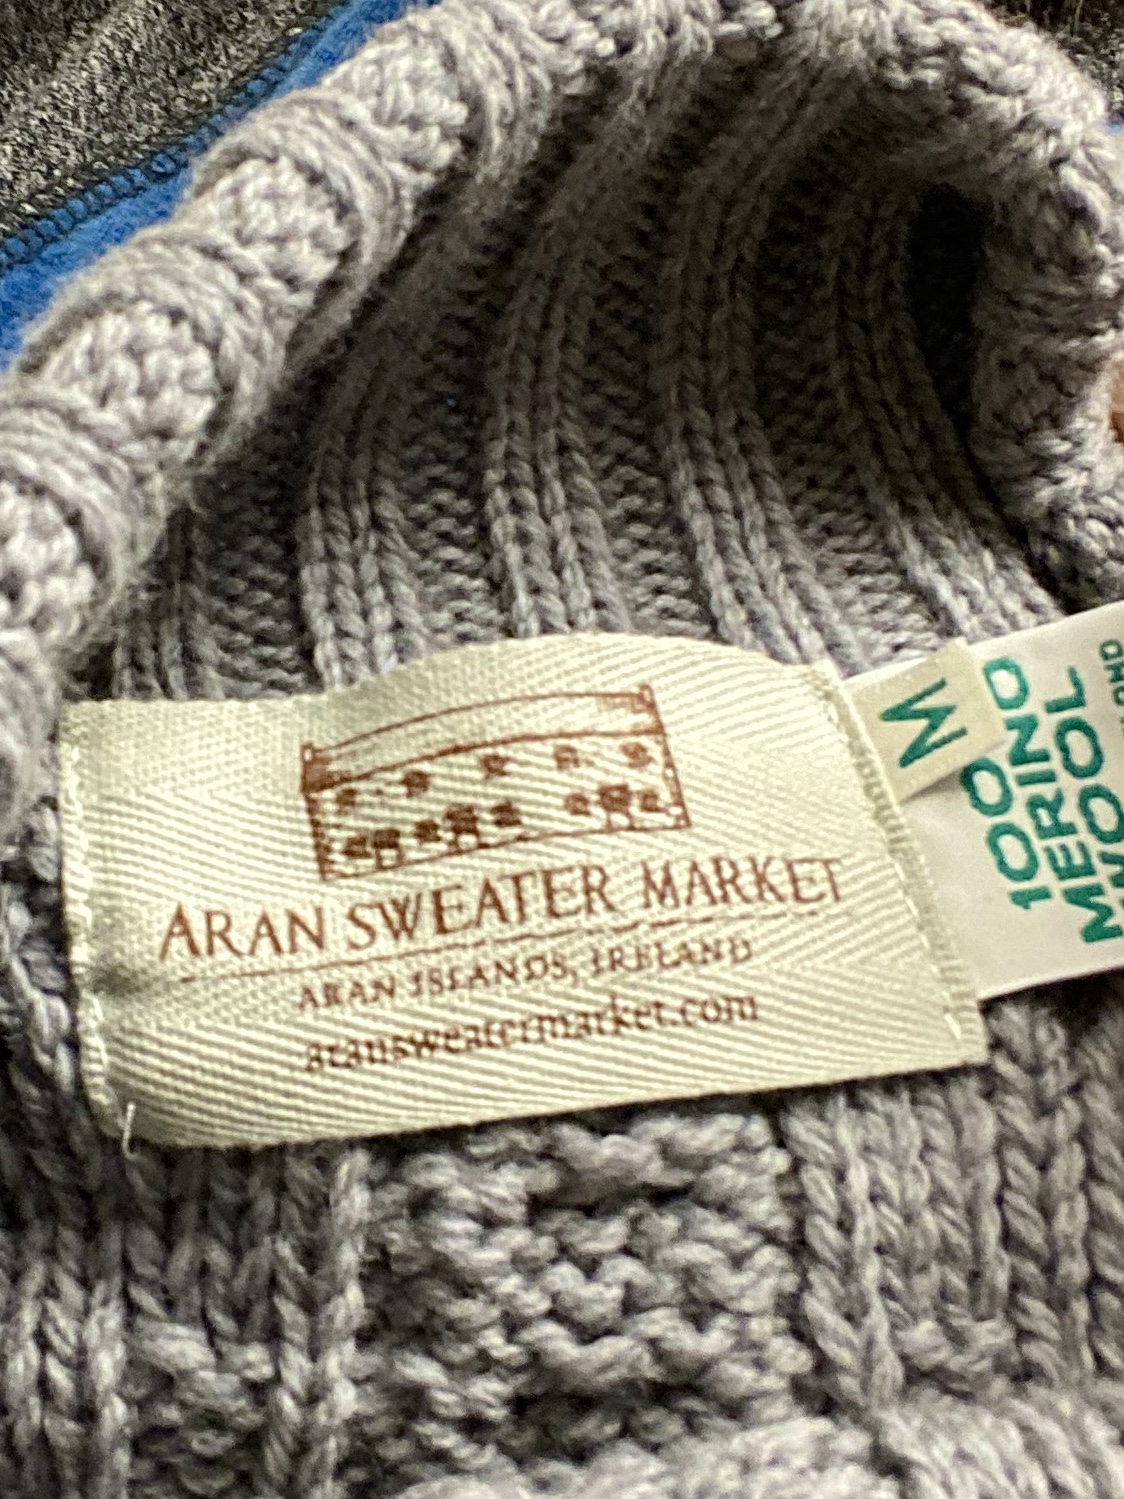 ARAN SWEATER MARKET
ARAN ISLANDS, IRELAND
aransweatermarket.com
M
100
MERINO
WOOL